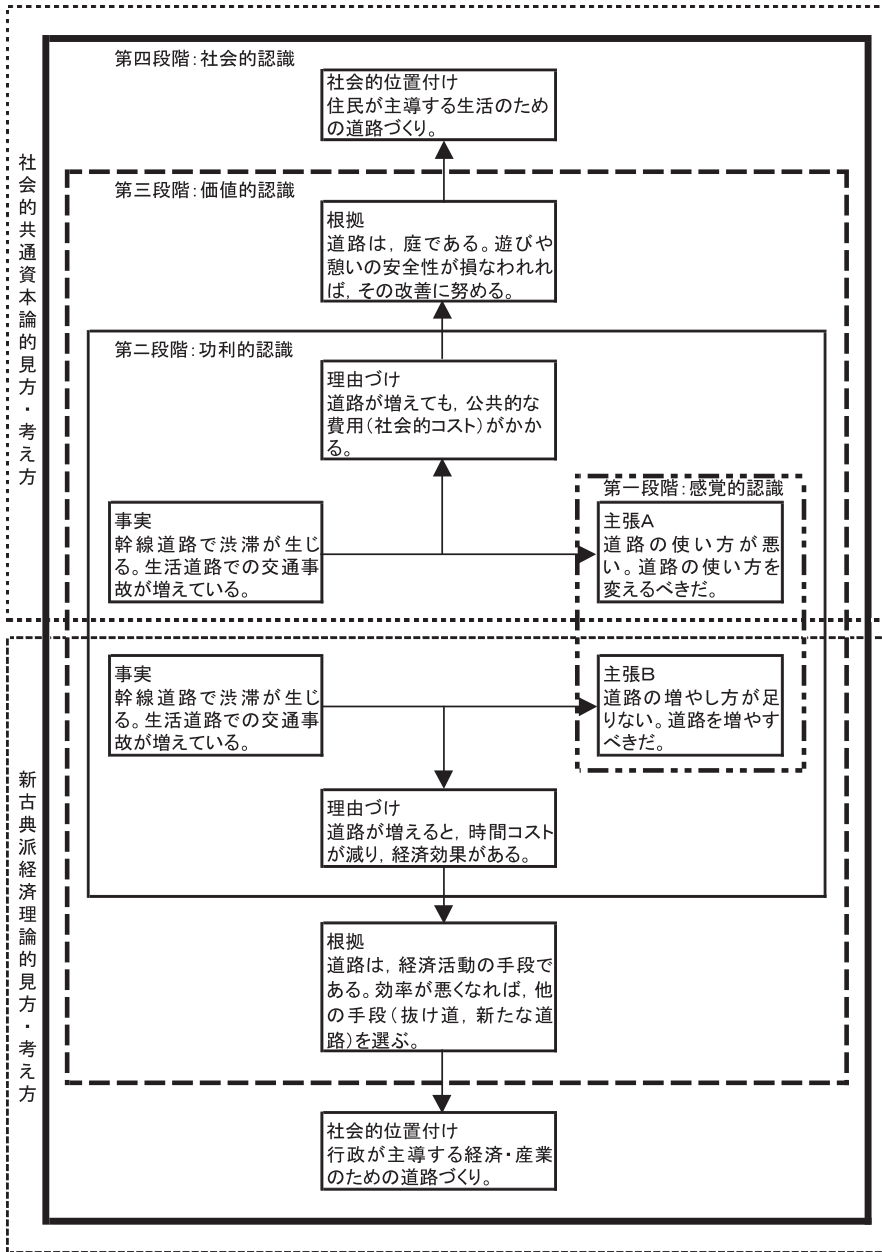 第四段階：社会的認識
社会的位置付け
住民が主導する生活のため
の道路づくり。
社会的共通資本論的見方・考え方
第三段階：価値的認識
根拠
道路は，庭である。遊びや
憩いの安全性が損なわれれ
ば，その改善に努める。
第二段階：功利的認識
理由づけ
道路が増えても，公共的な
費用（社会的コスト）がかか
る。
第一段階：感覚的認識
事実
幹線道路で渋滞が生じ
る。生活道路での交通事
故が増えている。
主張A
道路の使い方が悪
い。道路の使い方を
変えるべきだ。
事実
幹線道路で渋滞が生じ
る。生活道路での交通事
故が増えている。
主張B
道路の増やし方が足
りない。道路を増やす
べきだ。
新古典派経済理論的見方・考え方
理由づけ
道路が増えると，時間コスト
が減り，経済効果がある。
根拠
道路は，経済活動の手段で
ある。効率が悪くなれば，他
の手段（抜け道，新たな道
路）を選ぶ。
社会的位置付け
行政が主導する経済・産業
のための道路づくり。